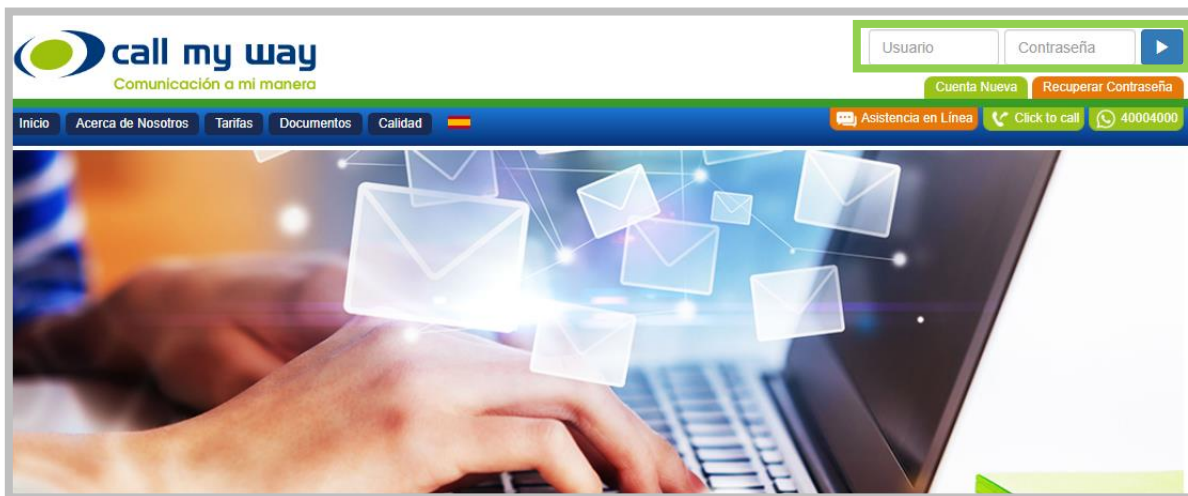 call my way
Comunicación a mi manera
Usuario Contraseña
Cuenta Nueva Recuperar Contraseña
Inicio Acerca de Nosotros Tarifas Documentos Calidad Asistencia en Línea Click to call 40004000